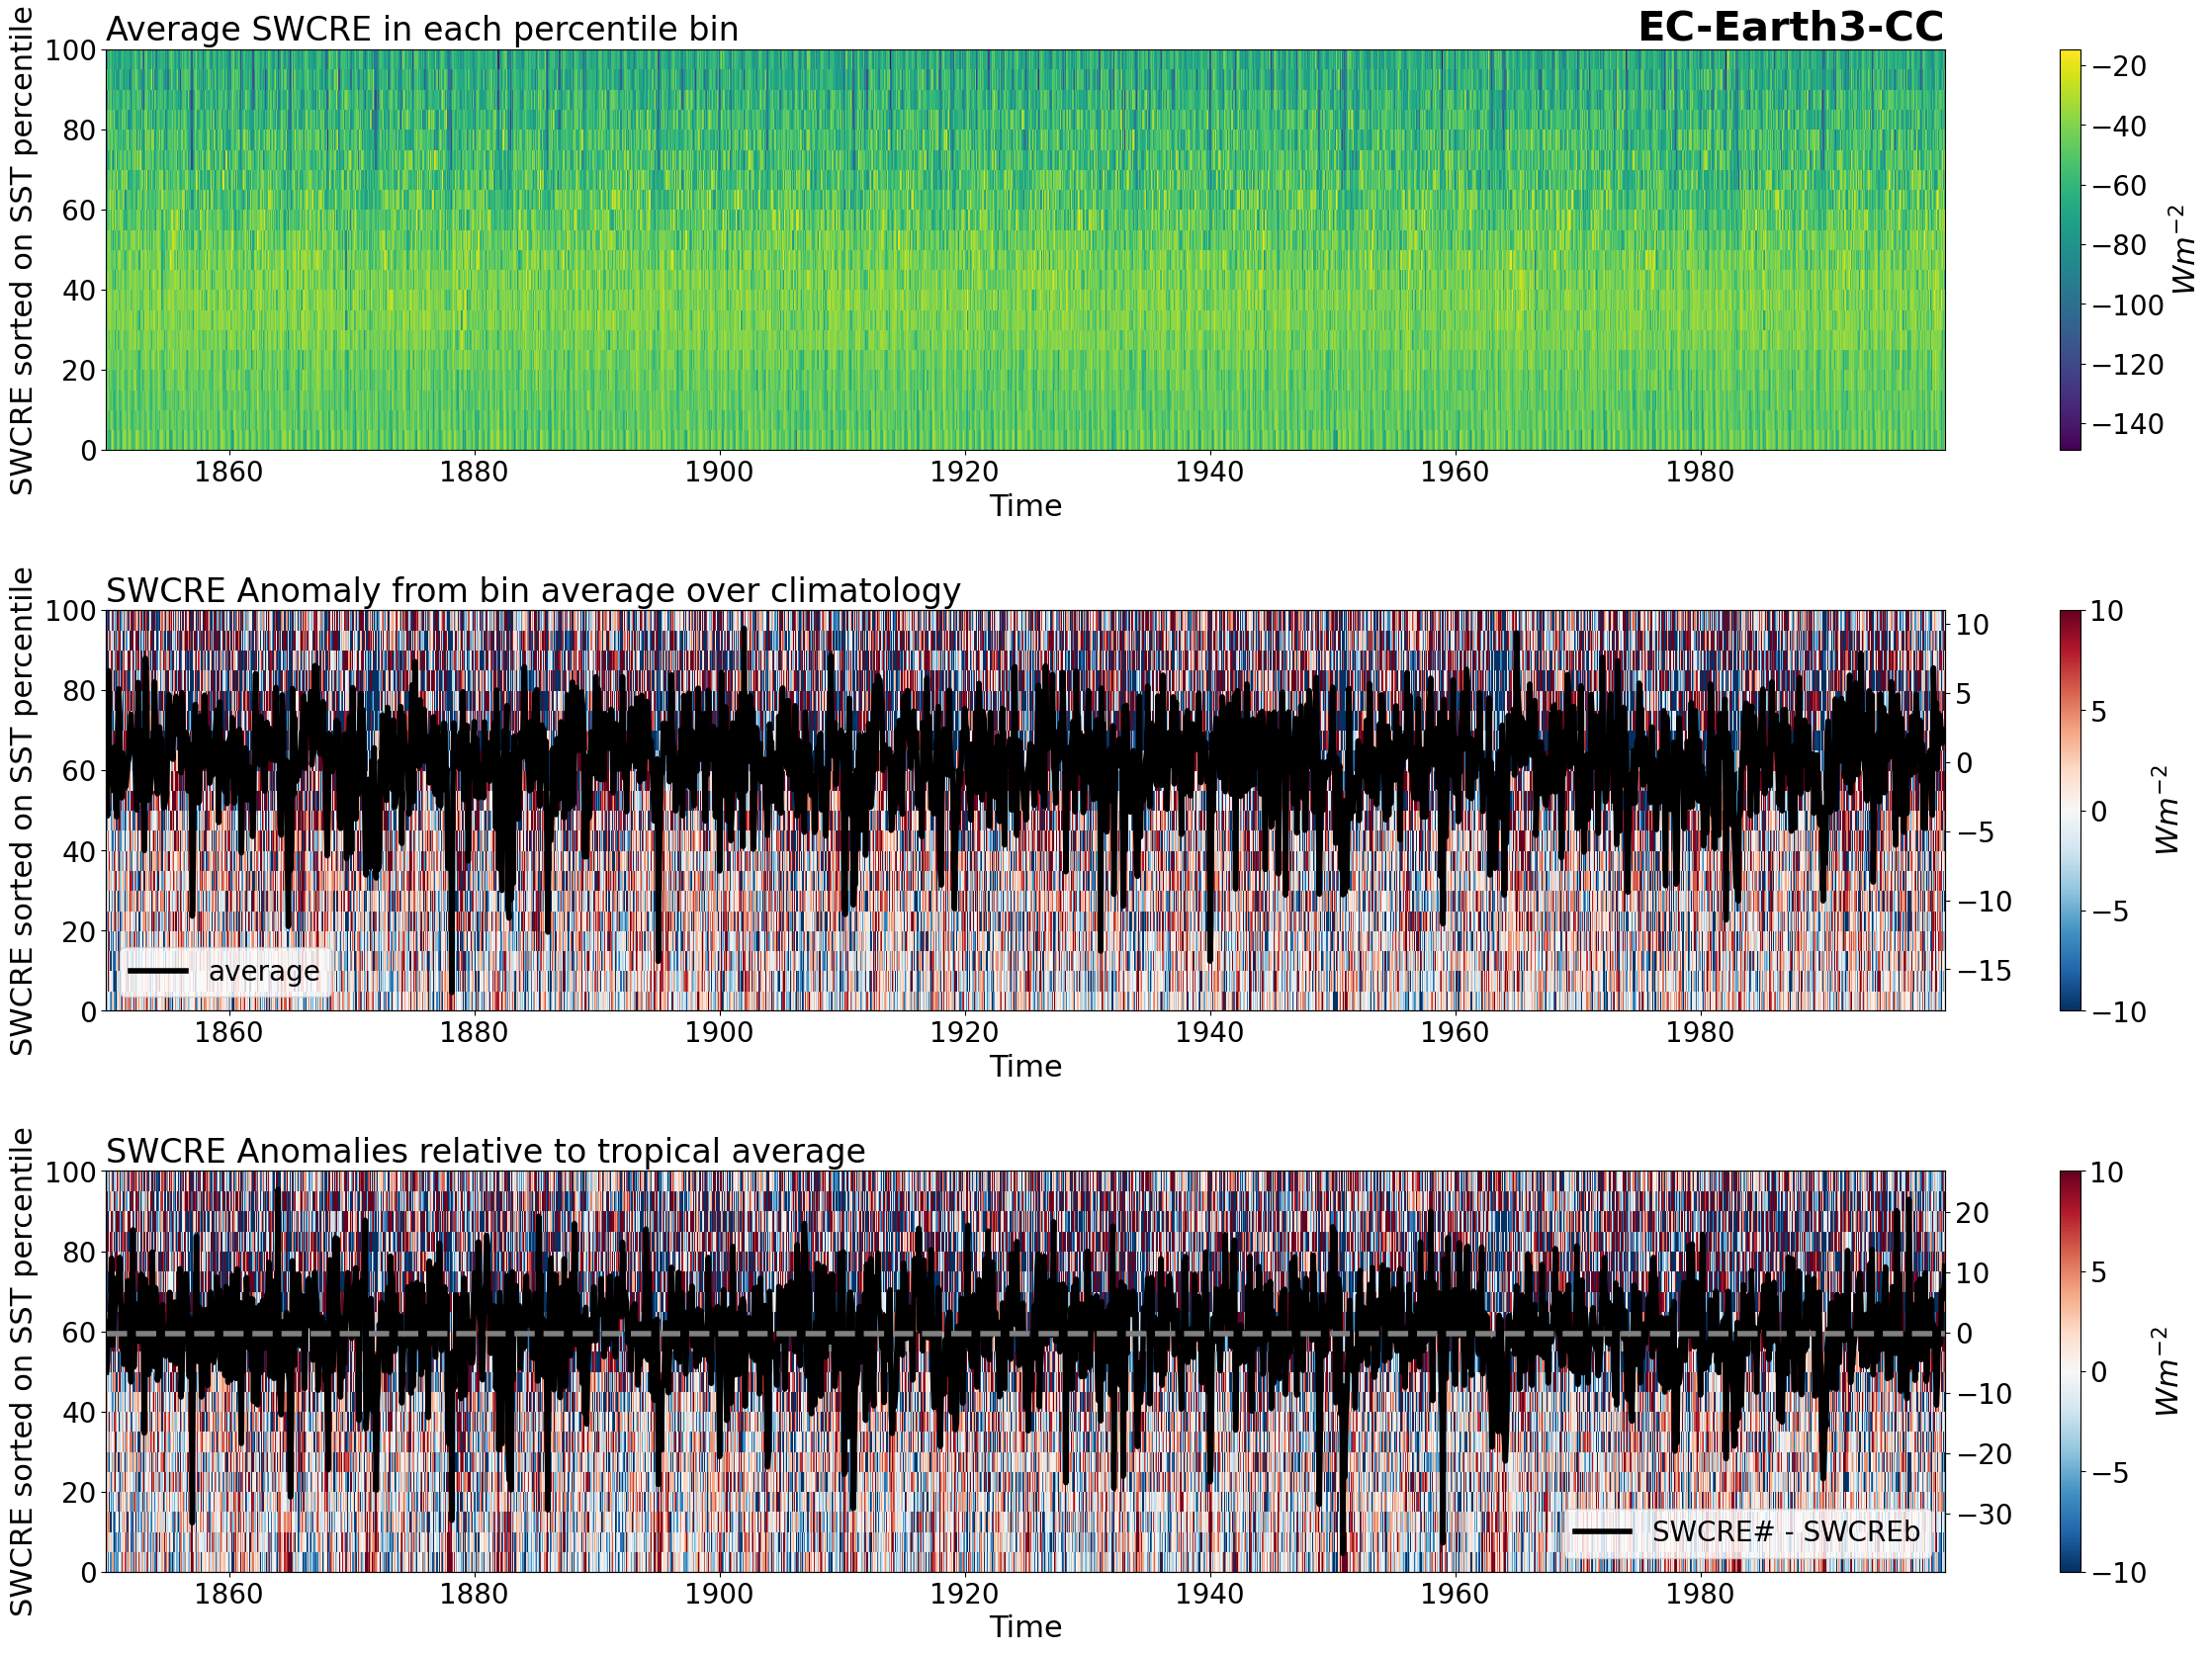 Average SWCRE in each percentile bin
EC-Earth3-CC
SWCRE sorted on SST percentile
100
80
60
40
20
0
1860 1880 1900 1920 1940 1960 1980
Time
−20
−40
−60
−80
−100
−120
−140
Wm−2
SWCRE Anomaly from bin average over climatology
SWCRE sorted on SST percentile
100
80
60
40
20
0
average
1860 1880 1900 1920 1940 1960 1980
Time
10
5
0
−5
−10
−15
10
5
0
−5
−10
Wm−2
SWCRE Anomalies relative to tropical average
SWCRE sorted on SST percentile
100
80
60
40
20
0
SWCRE# - SWCREb
1860 1880 1900 1920 1940 1960 1980
Time
20
10
0
−10
−20
−30
10
5
0
−5
−10
Wm−2